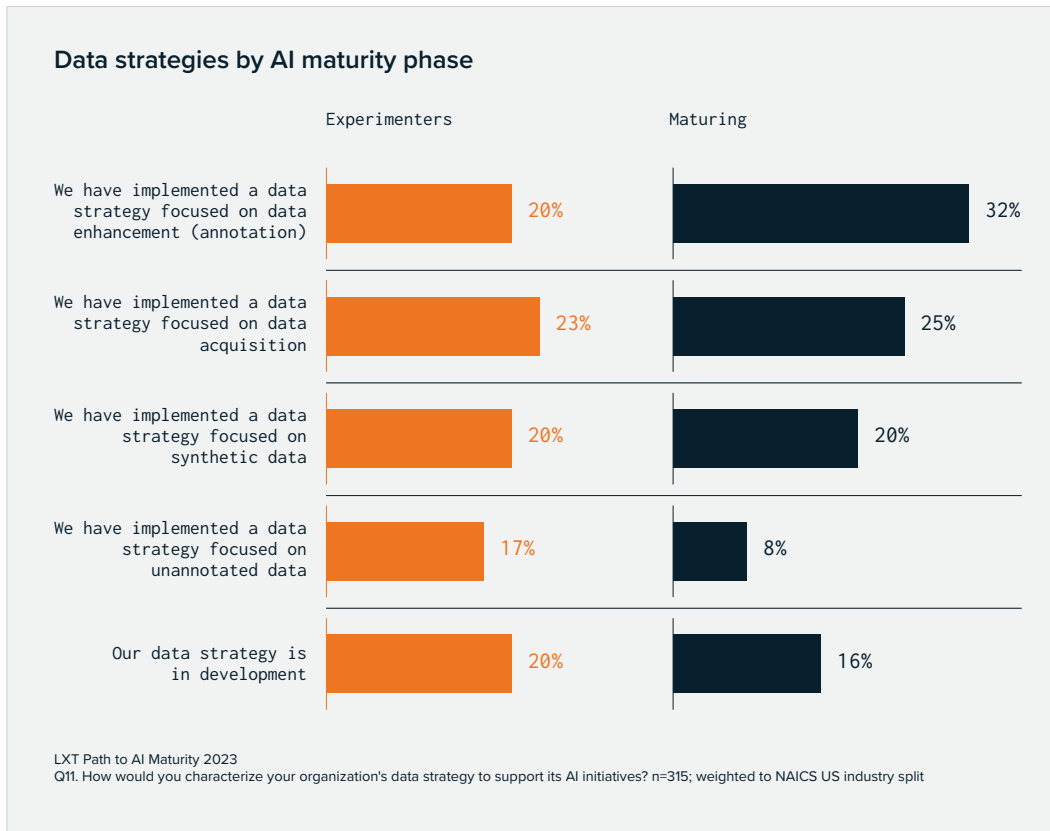 Data strategies by AI maturity phase
Experimenters
Maturing
We have implemented a data
strategy focused on data
enhancement (annotation)
20%
32%
We have implemented a data
strategy focused on data
acquisition
23%
25%
We have implemented a data
strategy focused on
synthetic data
20%
20%
We have implemented a data
strategy focused on
unannotated data
17%
8%
Our data strategy is
in development
20%
16%
LXT Path to AI Maturity 2023
Q11. How would you characterize your organization's data strategy to support its AI initiatives? n=315; weighted to NAICS US industry split